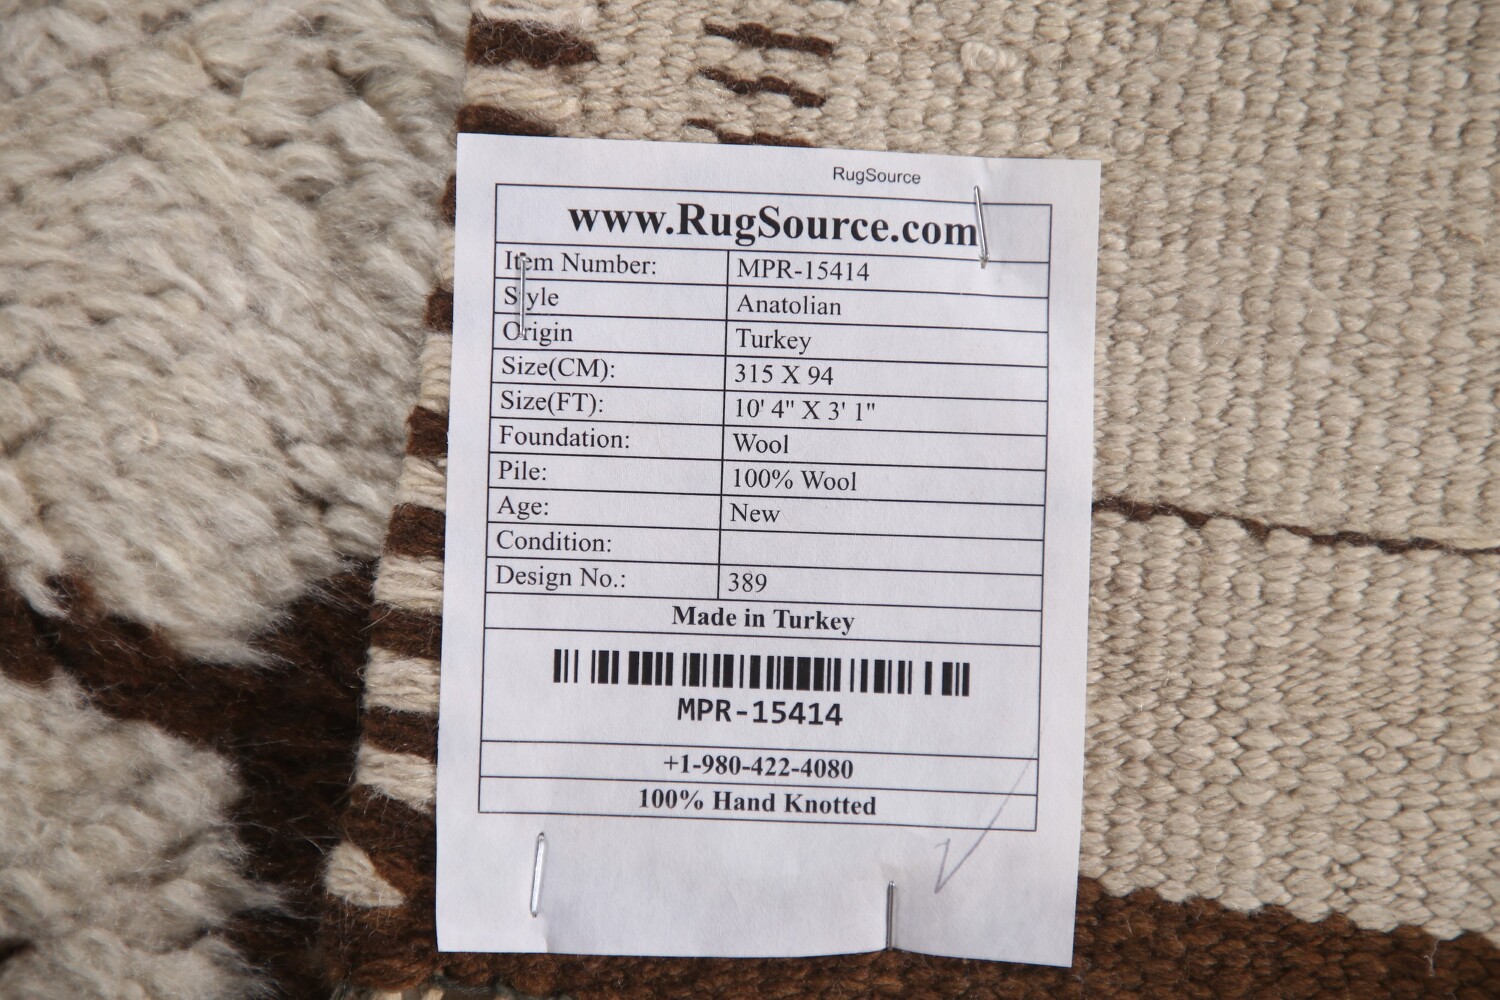 RugSource
www.RugSource.com
Item Number: MPR-15414
Style Anatolian
Origin Turkey
Size(CM): 315 X 94
Size(FT): 10' 4" X 3' 1"
Foundation: Wool
Pile: 100% Wool
Age: New
Condition:
Design No.: 389
Made in Turkey
MPR-15414
+1-980-422-4080
100% Hand Knotted